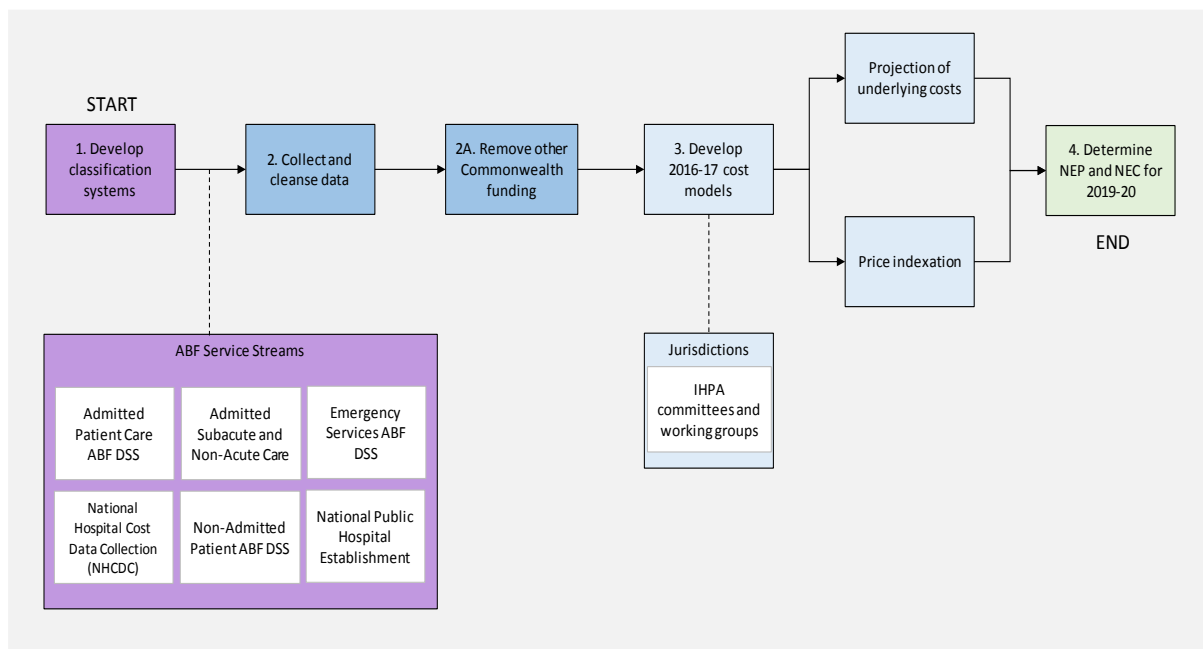 START
1. Develop
classification
systems
2. Collect and
cleanse data
2A. Remove other
Commonwealth
funding
3. Develop
2016-17 cost
models
Projection of
underlying costs
Price indexation
4. Determine
NEP and NEC for
2019-20
END
ABF Service Streams
Admitted
Patient Care
ABF DSS
Admitted
Subacute and
Non-Acute Care
Emergency
Services ABF
DSS
National
Hospital Cost
Data Collection
(NHCDC)
Non-Admitted
Patient ABF DSS
National Public
Hospital
Establishment
Jurisdictions
IHPA
committees and
working groups